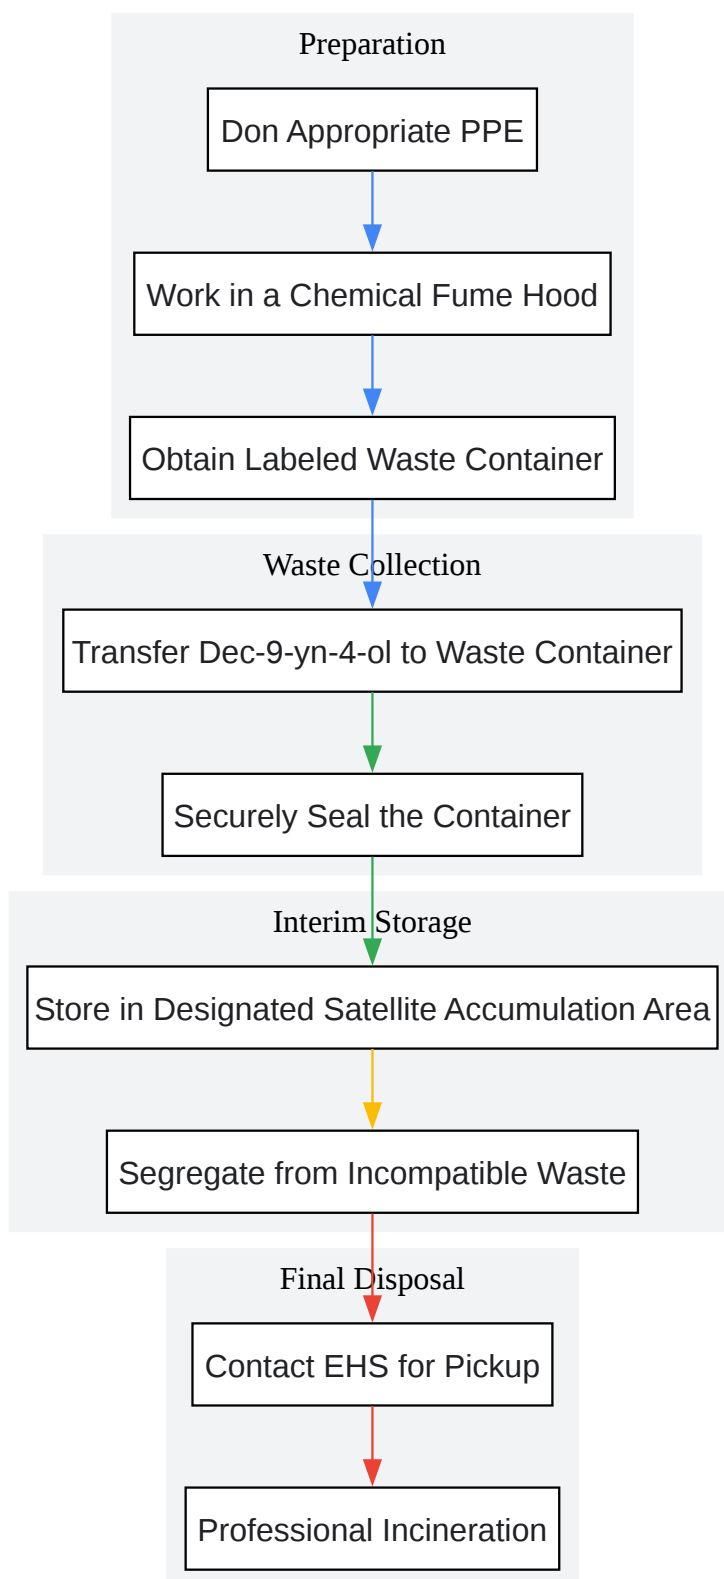 Preparation
Don Appropriate PPE
Work in a Chemical Fume Hood
Obtain Labeled Waste Container
Waste Collection
Transfer Dec-9-yn-4-ol to Waste Container
Securely Seal the Container
Interim Storage
Store in Designated Satellite Accumulation Area
Segregate from Incompatible Waste
Final Disposal
Contact EHS for Pickup
Professional Incineration